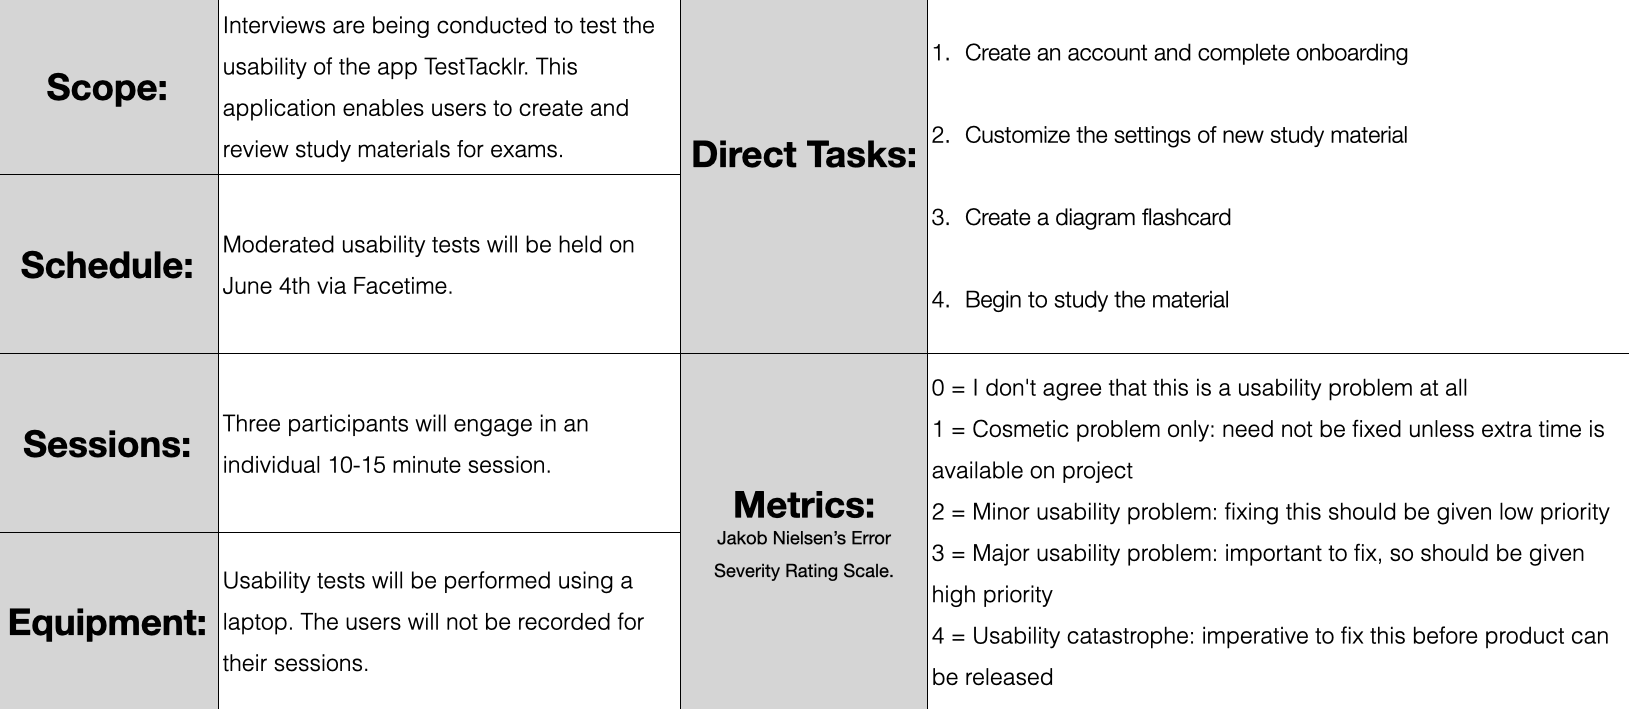 Scope:
Interviews are being conducted to test the
usability of the app TestTacklr. This
application enables users to create and
review study materials for exams.
Schedule:
Moderated usability tests will be held on
June 4th via Facetime.
Sessions:
Three participants will engage in an
individual 10-15 minute session.
Equipment:
Usability tests will be performed using a
laptop. The users will not be recorded for
their sessions.
Direct Tasks:
1. Create an account and complete onboarding
2. Customize the settings of new study material
3. Create a diagram flashcard
4. Begin to study the material
Metrics:
Jakob Nielsen’s Error
Severity Rating Scale.
0 = I don't agree that this is a usability problem at all
1 = Cosmetic problem only: need not be fixed unless extra time is
available on project
2 = Minor usability problem: fixing this should be given low priority
3 = Major usability problem: important to fix, so should be given
high priority
4 = Usability catastrophe: imperative to fix this before product can
be released